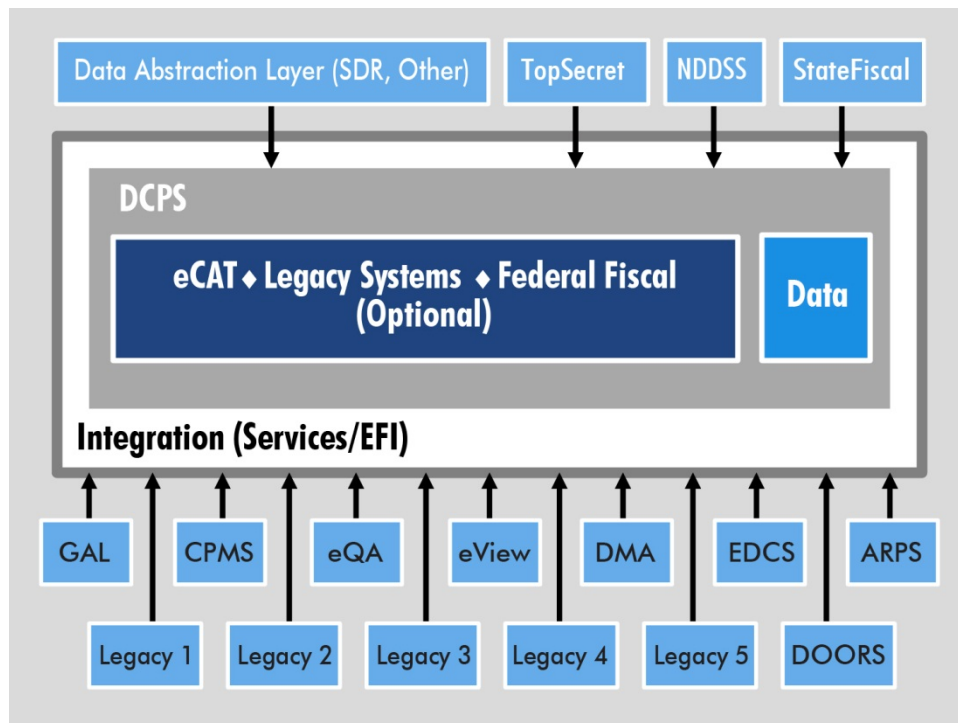 Data Abstraction Layer (SDR, Other)
TopSecret
NDDSS
StateFiscal
DCPS
eCAT ♦ Legacy Systems ♦ Federal Fiscal
(Optional)
Data
Integration (Services/EFI)
GAL
CPMS
eQA
eView
DMA
EDCS
ARPS
Legacy 1
Legacy 2
Legacy 3
Legacy 4
Legacy 5
DOORS